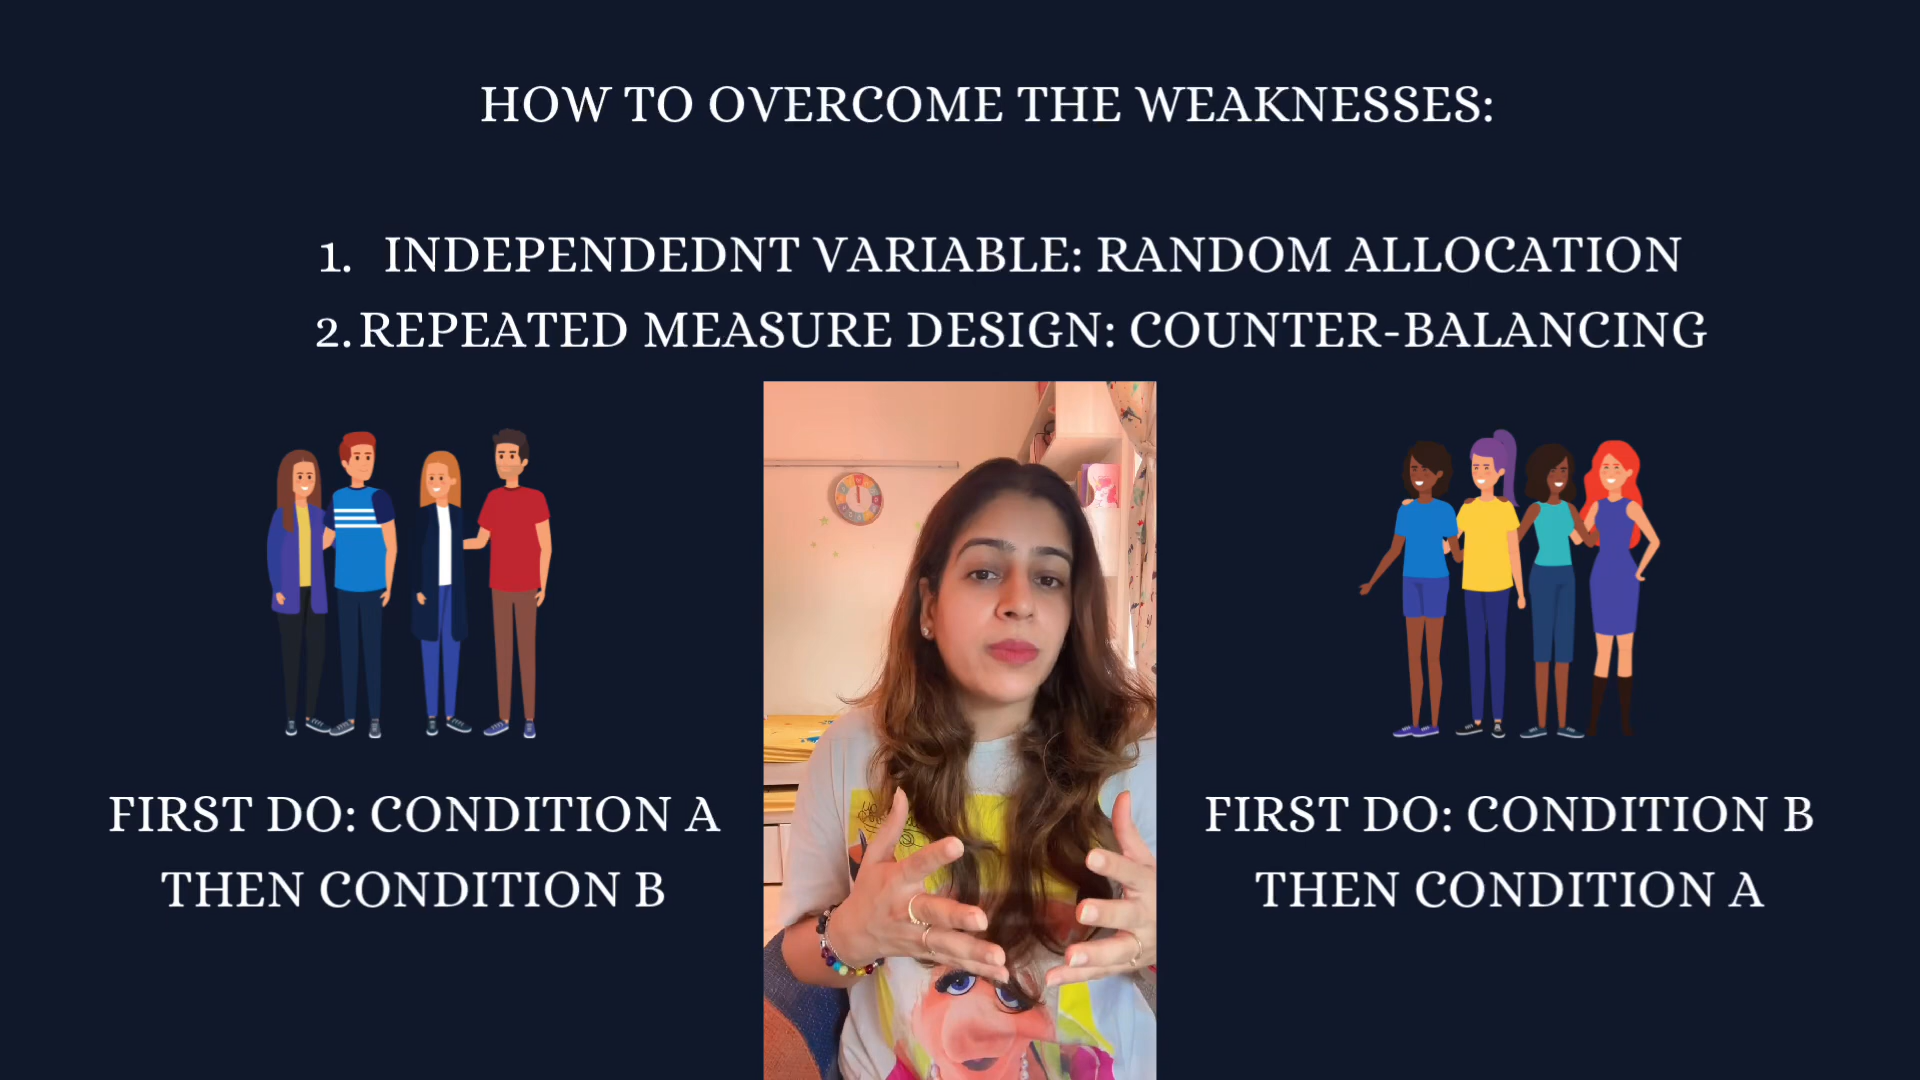 HOW TO OVERCOME THE WEAKNESSES:
1. INDEPENDEDNT VARIABLE: RANDOM ALLOCATION
2. REPEATED MEASURE DESIGN: COUNTER-BALANCING
FIRST DO: CONDITION A
THEN CONDITION B
FIRST DO: CONDITION B
THEN CONDITION A